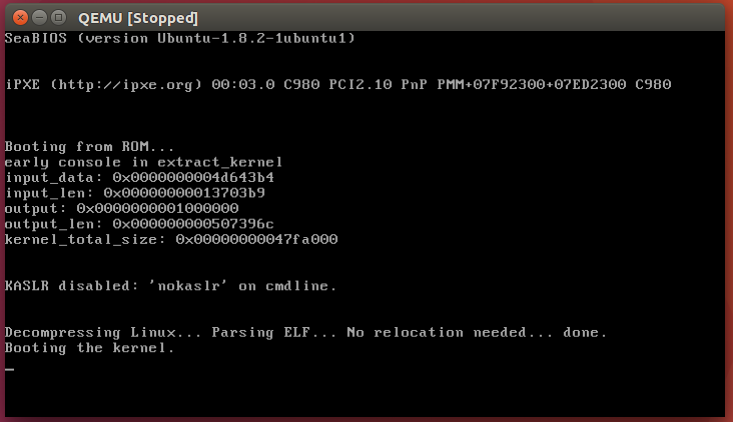 QEMU [Stopped]
SeaBIOS (version Ubuntu-1.8.2-1ubuntu1)
iPXE (http://ipxe.org) 00:03.0 C980 PCI2.10 PnP PMM+07F92300+07ED2300 C980
Booting from ROM...
early console in extract_kernel
input_data: 0x0000000004d643b4
input_len: 0x00000000013703b9
output: 0x0000000001000000
output_len: 0x000000000507396c
kernel_total_size: 0x00000000047fa000
KASLR disabled: 'nokaslr' on cmdline.
Decompressing Linux... Parsing ELF... No relocation needed... done.
Booting the kernel.